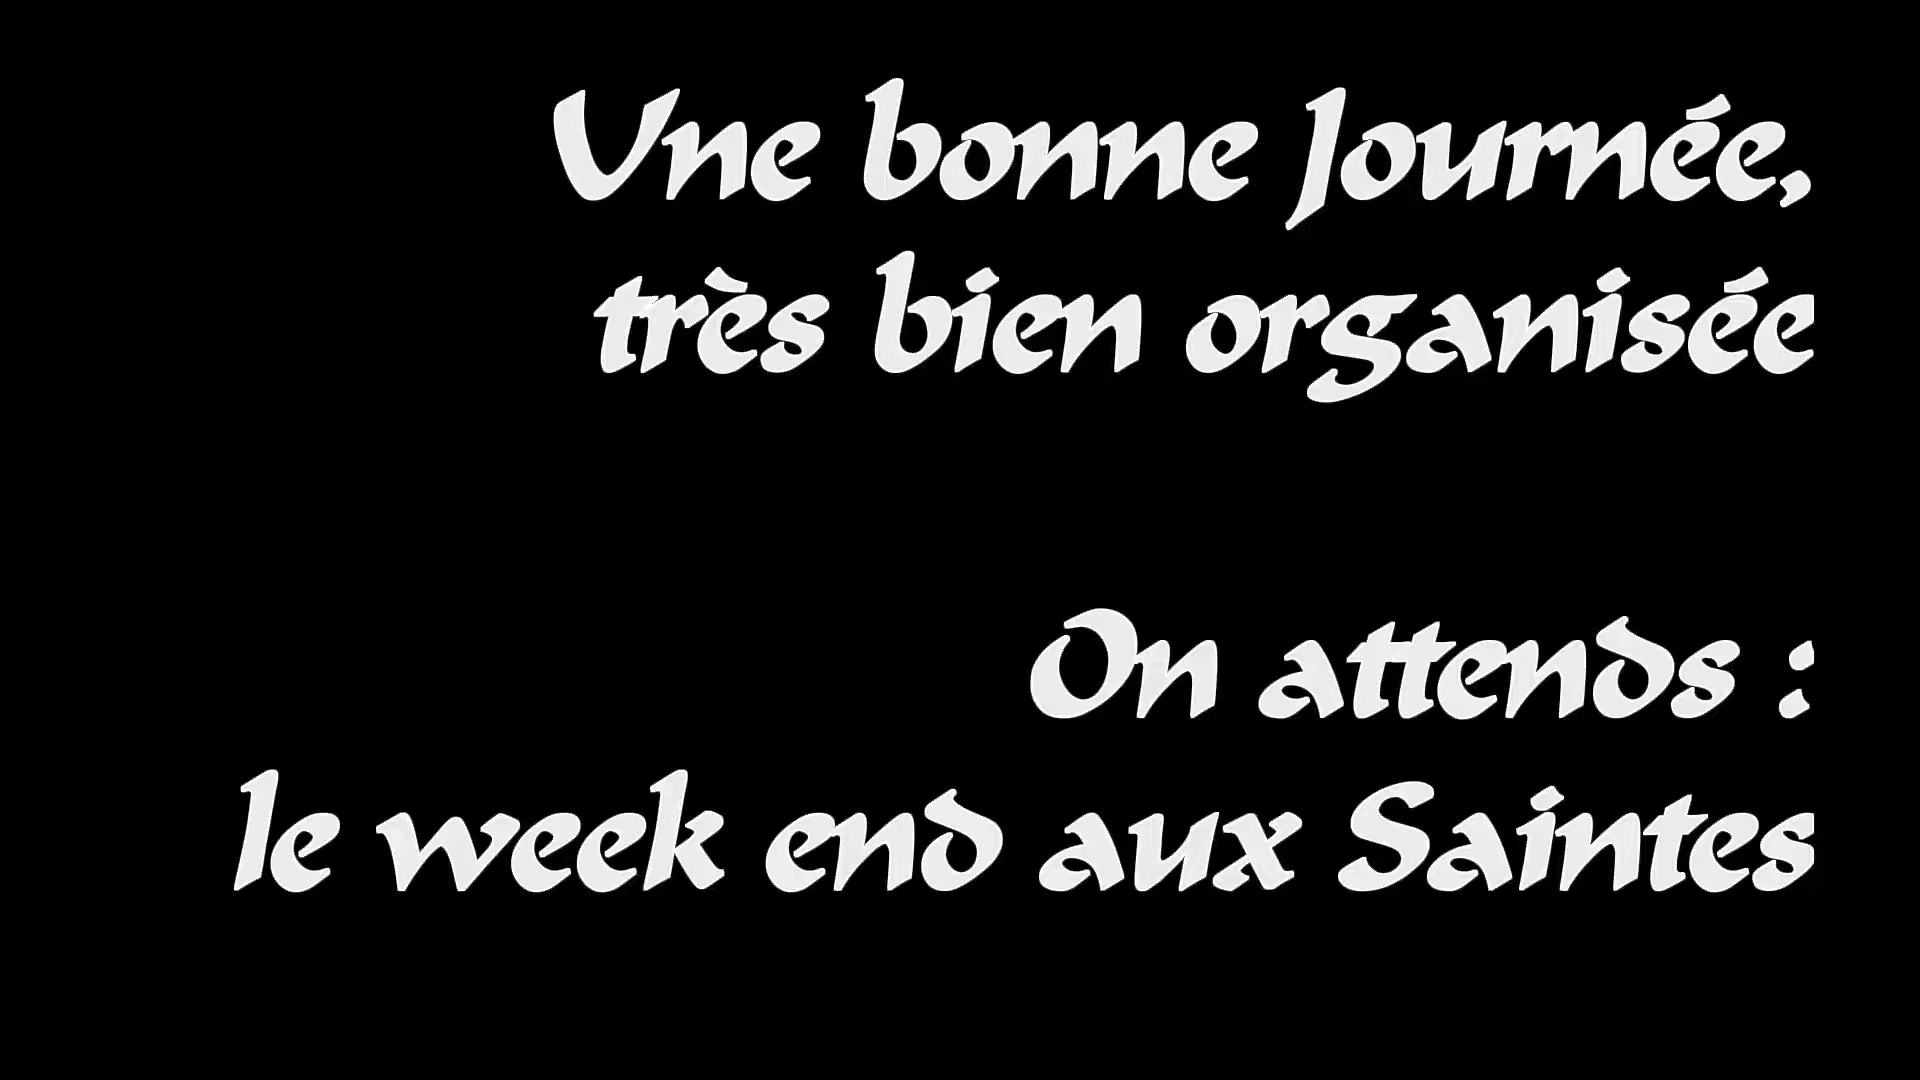 Une bonne Journée,
très bien organisée
On attends :
le week end aux Saintes